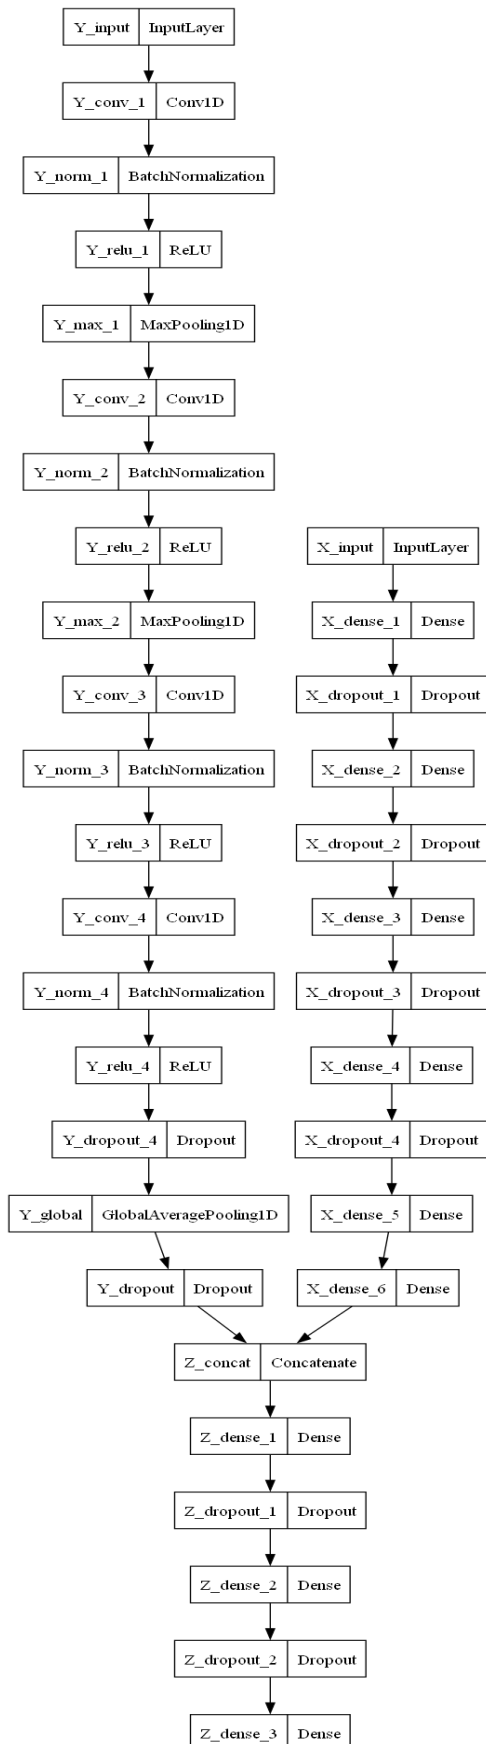 Y_input InputLayer
Y_conv_1 Conv1D
Y_norm_1 BatchNormalization
Y_relu_1 ReLU
Y_max_1 MaxPooling1D
Y_conv_2 Conv1D
Y_norm_2 BatchNormalization
Y_relu_2 ReLU
Y_max_2 MaxPooling1D
Y_conv_3 Conv1D
Y_norm_3 BatchNormalization
Y_relu_3 ReLU
Y_conv_4 Conv1D
Y_norm_4 BatchNormalization
Y_relu_4 ReLU
Y_dropout_4 Dropout
Y_global GlobalAveragePooling1D
Y_dropout Dropout
X_input InputLayer
X_dense_1 Dense
X_dropout_1 Dropout
X_dense_2 Dense
X_dropout_2 Dropout
X_dense_3 Dense
X_dropout_3 Dropout
X_dense_4 Dense
X_dropout_4 Dropout
X_dense_5 Dense
X_dense_6 Dense
Z_concat Concatenate
Z_dense_1 Dense
Z_dropout_1 Dropout
Z_dense_2 Dense
Z_dropout_2 Dropout
Z_dense_3 Dense